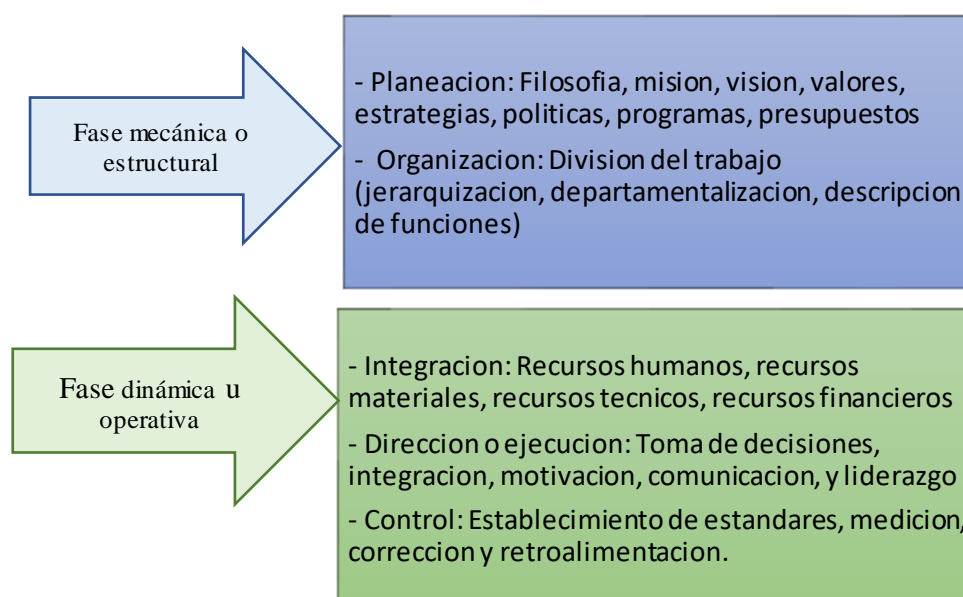 Fase mecánica o
estructural
- Planeacion: Filosofia, mision, vision, valores,
estrategias, politicas, programas, presupuestos
- Organizacion: Division del trabajo
(jerarquizacion, departamentalizacion, descripcion
de funciones)
Fase dinámica u
operativa
- Integracion: Recursos humanos, recursos
materiales, recursos tecnicos, recursos financieros
- Direccion o ejecucion: Toma de decisiones,
integracion, motivacion, comunicacion, y liderazgo
- Control: Establecimiento de estandares, medicion,
correccion y retroalimentacion.